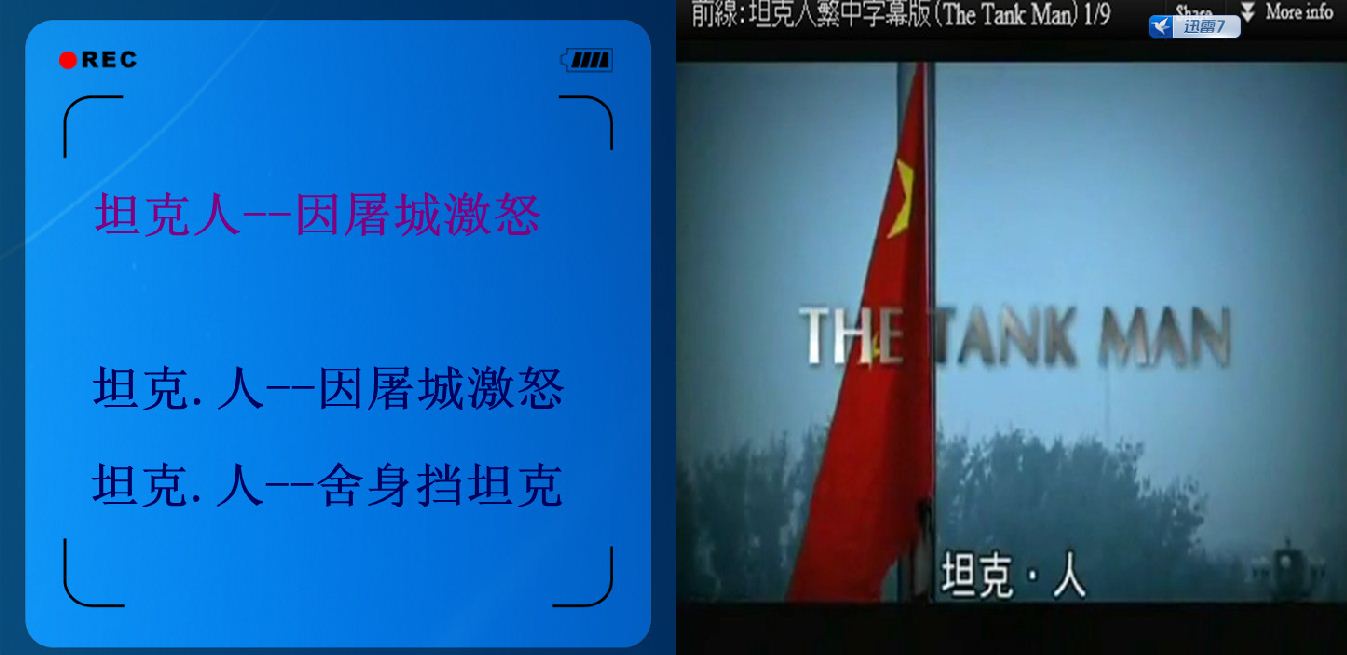 REC
坦克人--因屠城激怒
坦克.人--因屠城激怒
坦克.人--舍身挡坦克
前線:坦克人繁中字幕版(The Tank Man) 1/9
Share
More info
迅雷7
THE TANK MAN
坦克·人